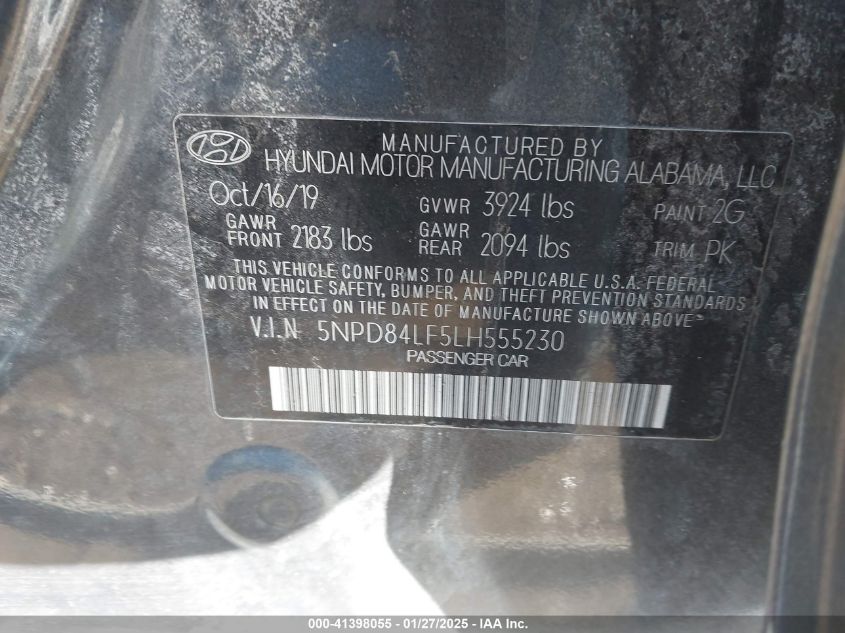 MANUFACTURED BY
HYUNDAI MOTOR MANUFACTURING ALABAMA, LLC
Oct/16/19 GVWR 3924 lbs PAINT 2G
GAWR FRONT 2183 lbs GAWR REAR 2094 lbs TRIM PK
THIS VEHICLE CONFORMS TO ALL APPLICABLE U.S.A. FEDERAL
MOTOR VEHICLE SAFETY, BUMPER, AND THEFT PREVENTION STANDARDS
IN EFFECT ON THE DATE OF MANUFACTURE SHOWN ABOVE
V.I.N 5NPD84LF5LH555230
PASSENGER CAR
000-41398055 - 01/27/2025 - IAA Inc.